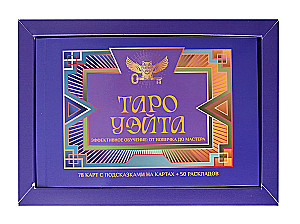 ТАРО
УЭЙТА
ЭФФЕКТИВНОЕ ОБУЧЕНИЕ: ОТ НОВИЧКА ДО МАСТЕРА
78 КАРТ С ПОДСКАЗКАМИ НА КАРТАХ + 50 РАСКЛАДОВ